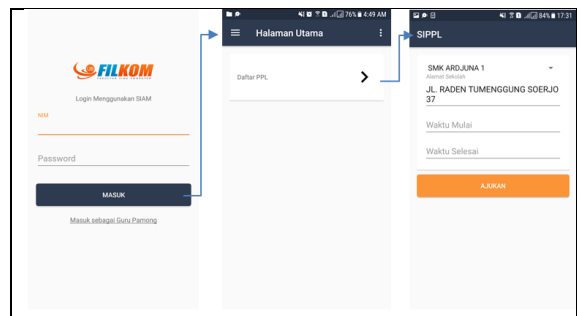 FILKOM
Login Menggunakan SIAM
NIM
Password
MASUK
Masuk sebagai Guru Pamong
76% 4:49 AM
Halaman Utama
Daftar PPL
84% 17:31
SIPPL
SMK ARDJUNA 1
Alamat Sekolah
JL. RADEN TUMENGGUNG SOERJO
37
Waktu Mulai
Waktu Selesai
AJUKAN